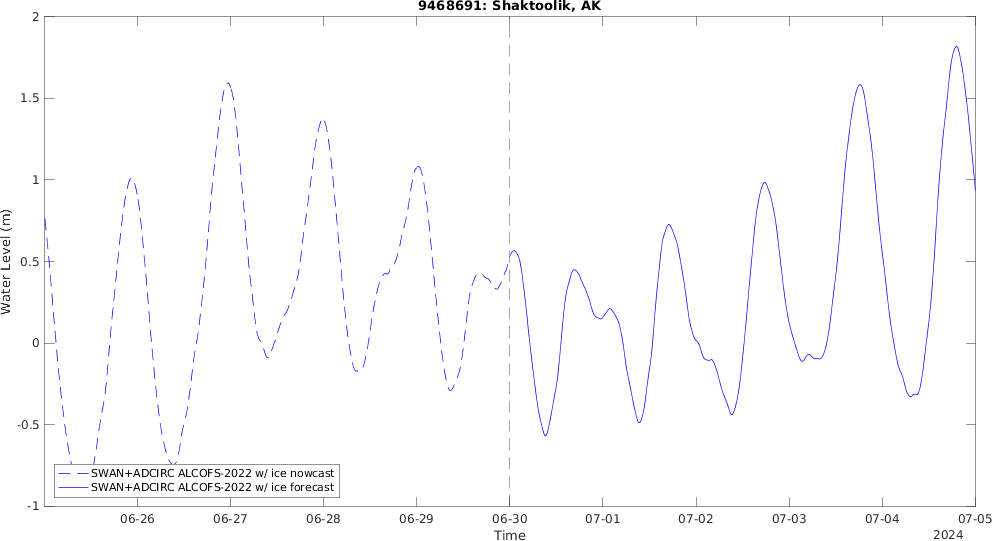 9468691: Shaktoolik, AK
Water Level (m)
2
1.5
1
0.5
0
-0.5
-1
SWAN+ADCIRC ALCOFS-2022 w/ ice nowcast
SWAN+ADCIRC ALCOFS-2022 w/ ice forecast
06-26 06-27 06-28 06-29 06-30 07-01 07-02 07-03 07-04 07-05
Time
2024